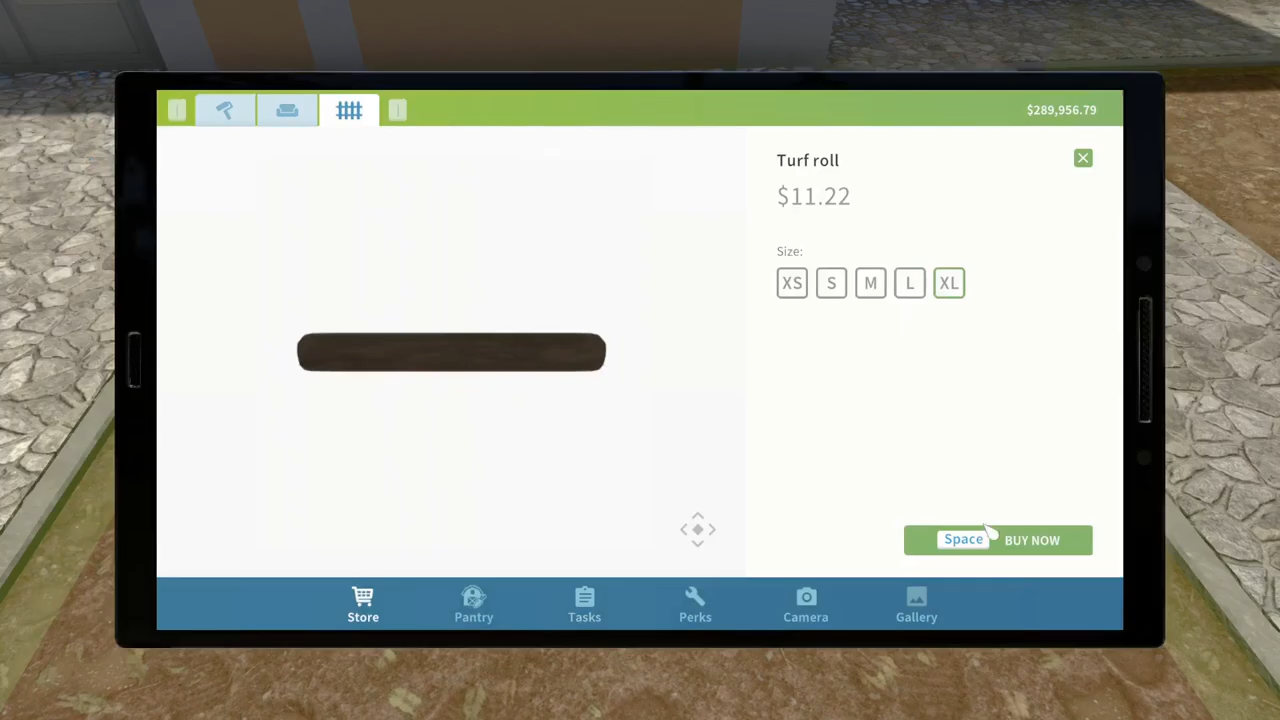 $289,956.79
Turf roll
$11.22
Size:
XS S M L XL
Space BUY NOW
Store Pantry Tasks Perks Camera Gallery